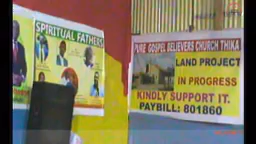 SPIRITUAL FATHERS
PURE GOSPEL BELIEVERS CHURCH THIKA
LAND PROJECT
IN PROGRESS
KINDLY SUPPORT IT.
PAYBILL: 801860